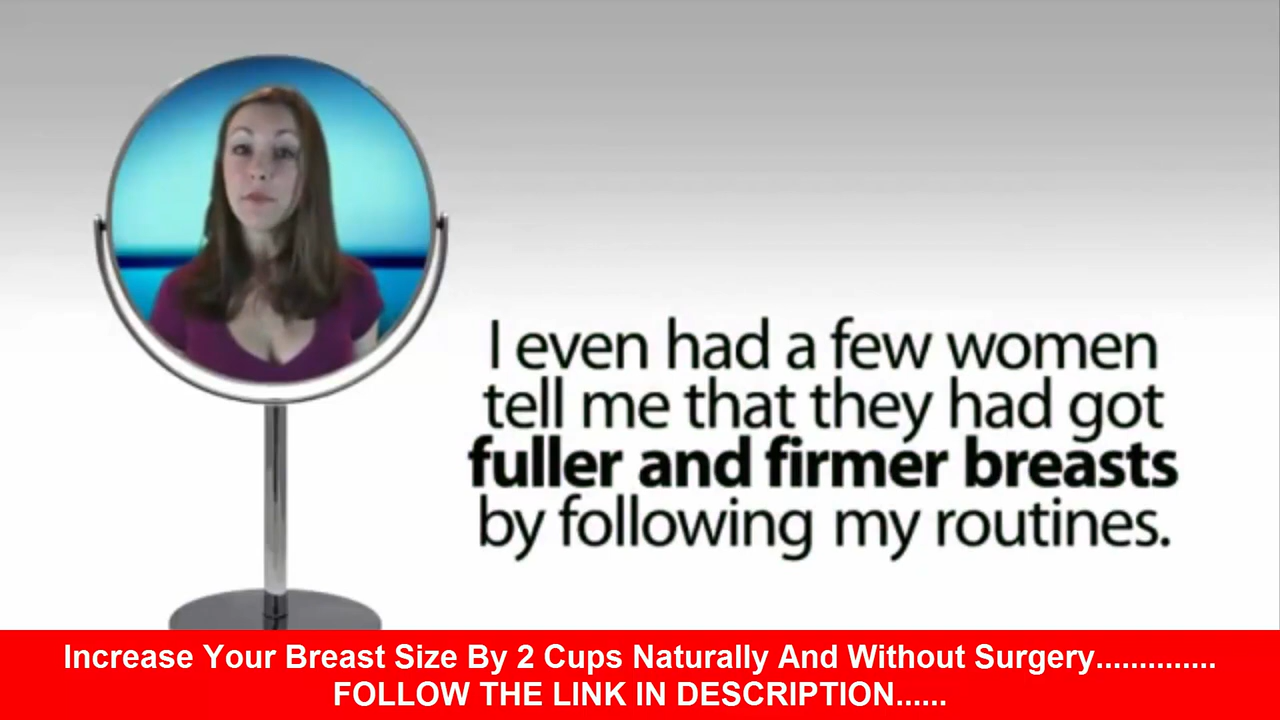 I even had a few women
tell me that they had got
fuller and firmer breasts
by following my routines.
Increase Your Breast Size By 2 Cups Naturally And Without Surgery..............
FOLLOW THE LINK IN DESCRIPTION......